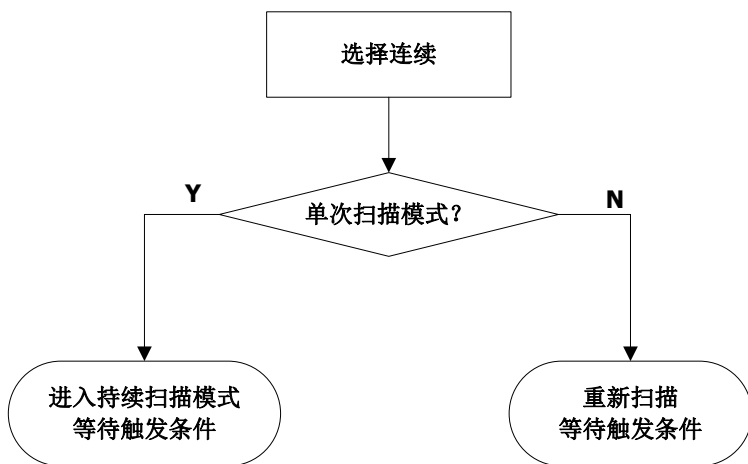 选择连续
Y
单次扫描模式？
N
进入持续扫描模式
等待触发条件
重新扫描
等待触发条件